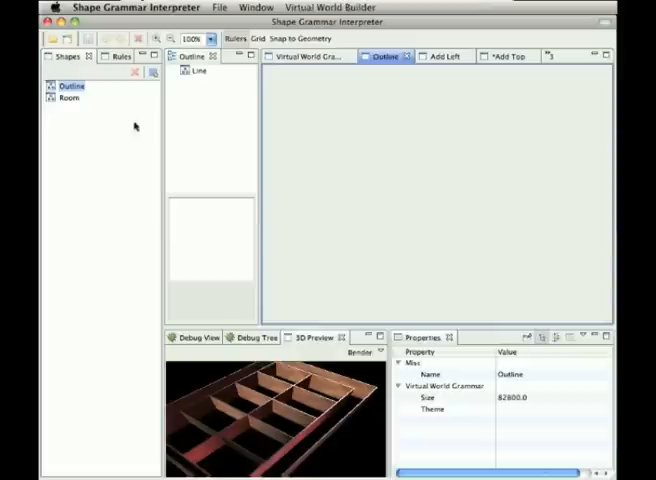 Shape Grammar Interpreter File Window Virtual World Builder
Shape Grammar Interpreter
100% Rulers Grid Snap to Geometry
Shapes Rules Outline Virtual World Gra... Outline Add Left *Add Top 3
Outline
Room
Line
Debug View Debug Tree 3D Preview Properties
Render
Property Value
Misc
Name Outline
Virtual World Grammar
Size 82800.0
Theme